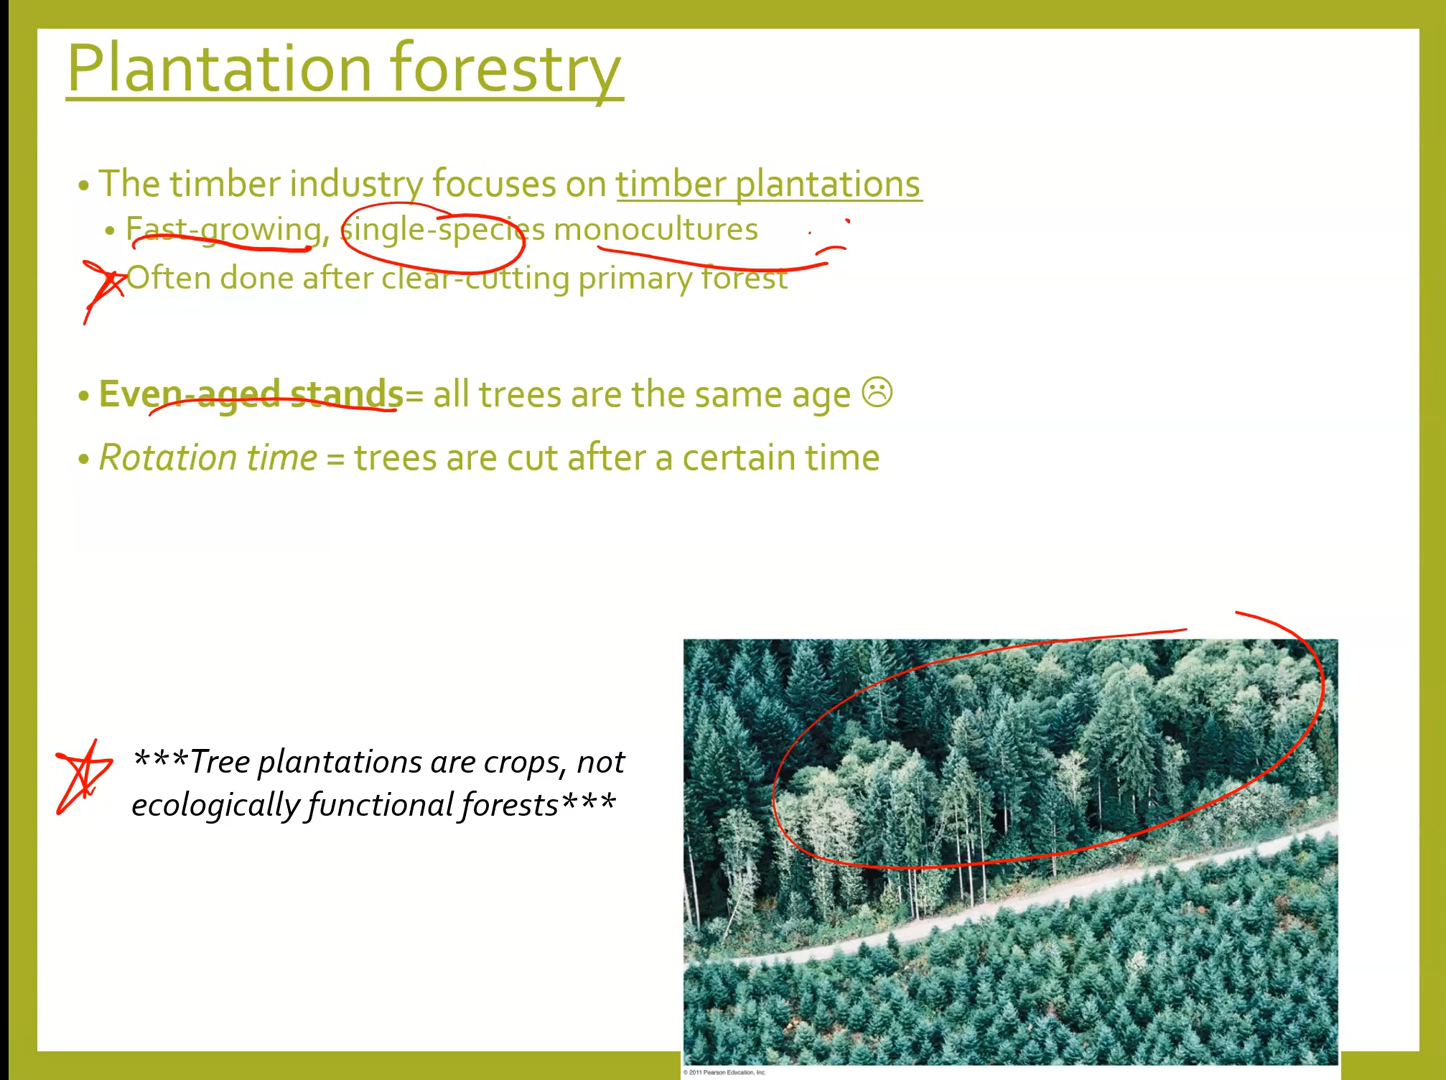 Plantation forestry
• The timber industry focuses on timber plantations
• Fast-growing, single-species monocultures
Often done after clear-cutting primary forest
• Even-aged stands= all trees are the same age ☹
• Rotation time = trees are cut after a certain time
***Tree plantations are crops, not
ecologically functional forests***
© 2011 Pearson Education, Inc.